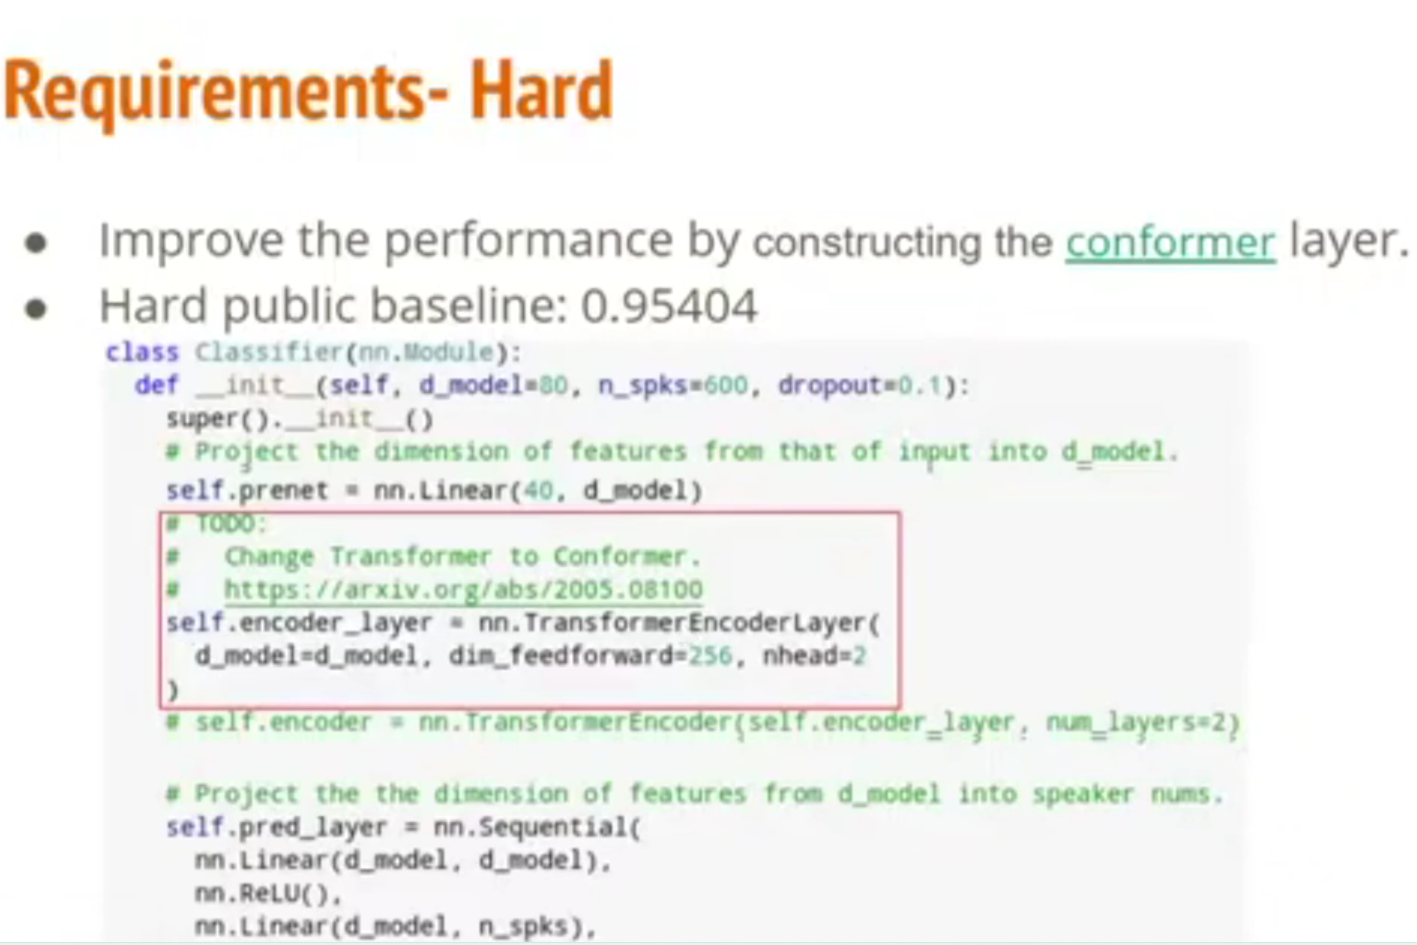 Requirements- Hard
● Improve the performance by constructing the conformer layer.
● Hard public baseline: 0.95404
class Classifier(nn.Module):
def __init__(self, d_model=80, n_spks=600, dropout=0.1):
super().__init__()
# Project the dimension of features from that of input into d_model.
self.prenet = nn.Linear(40, d_model)
# TODO:
# Change Transformer to Conformer.
# https://arxiv.org/abs/2005.08100
self.encoder_layer = nn.TransformerEncoderLayer(
d_model=d_model, dim_feedforward=256, nhead=2
)
# self.encoder = nn.TransformerEncoder(self.encoder_layer, num_layers=2)
# Project the the dimension of features from d_model into speaker nums.
self.pred_layer = nn.Sequential(
nn.Linear(d_model, d_model),
nn.ReLU(),
nn.Linear(d_model, n_spks),